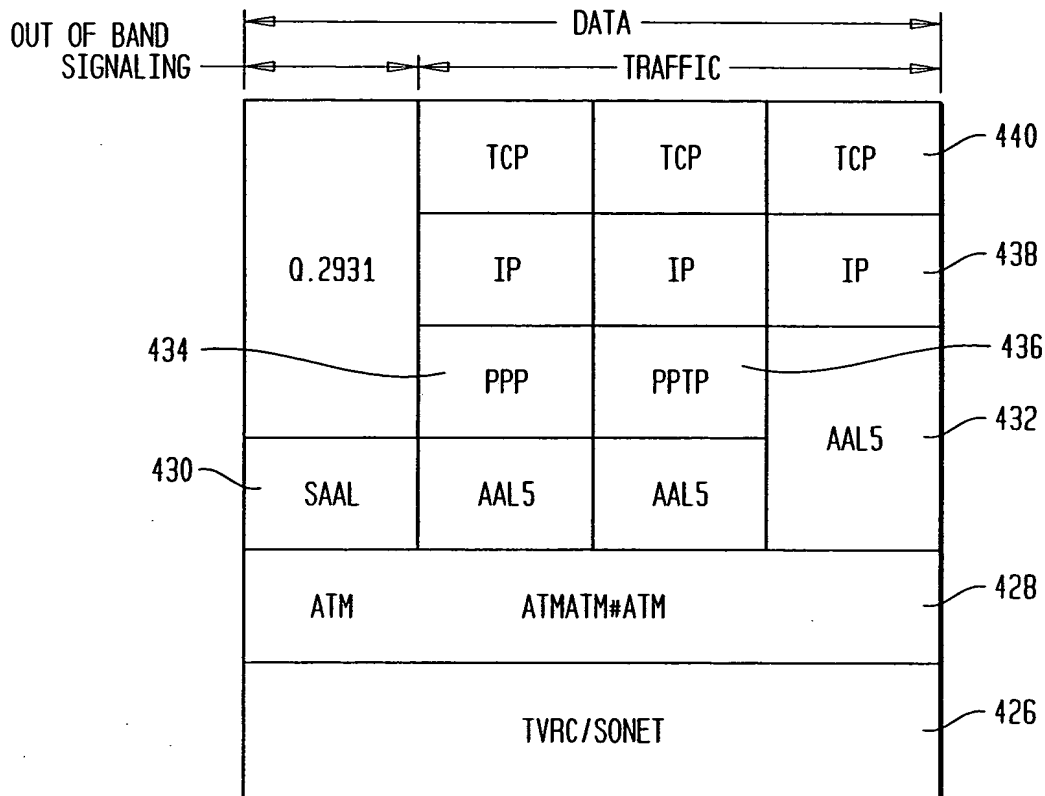 DATA
OUT OF BAND
SIGNALING
TRAFFIC
TCP TCP TCP 440
Q.2931 IP IP IP 438
434 PPP PPTP 436
AAL5 432
430 SAAL AAL5 AAL5
ATM ATMATM#ATM 428
TVRC/SONET 426